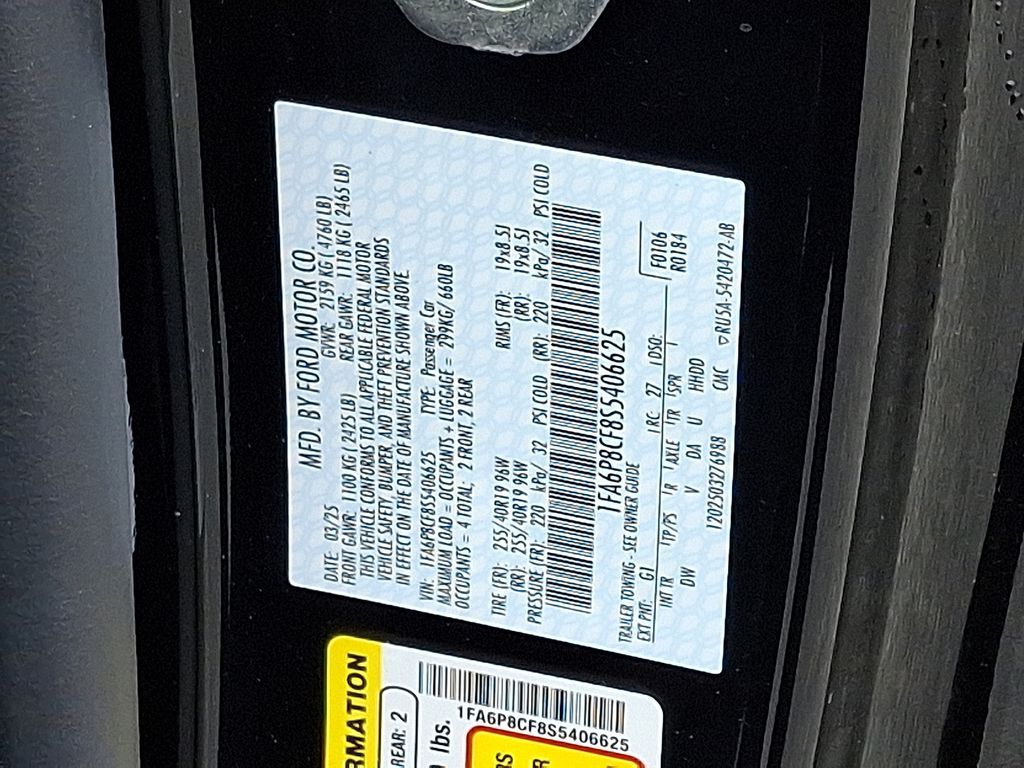 MFD. BY FORD MOTOR CO.
DATE: 03/25 GVWR: 2159 KG ( 4760 LB)
FRONT GAWR: 1100 KG ( 2425 LB) REAR GAWR: 1118 KG ( 2465 LB)
THIS VEHICLE CONFORMS TO ALL APPLICABLE FEDERAL MOTOR
VEHICLE SAFETY, BUMPER, AND THEFT PREVENTION STANDARDS
IN EFFECT ON THE DATE OF MANUFACTURE SHOWN ABOVE
VIN: 1FA6P8CF8S5406625 TYPE: Passenger Car
MAXIMUM LOAD = OCCUPANTS + LUGGAGE = 299KG/ 660LB
OCCUPANTS = 4 TOTAL; 2 FRONT, 2 REAR
TIRE (FR): 255/40R19 96W RIMS (FR): 19x8.5J
(RR): 255/40R19 96W (RR): 19x8.5J
PRESSURE (FR): 220 kPa/ 32 PSI COLD (RR): 220 kPa/ 32 PSI COLD
1FA6P8CF8S5406625
TRAILER TOWING - SEE OWNER GUIDE
EXT PNT: G1 RC: 27 DSO: F0106
INT TR TP/PS R AXLE TR SPR R0184
DW V DA U HHDD
1202503276988 CMC ▽RU5A-5420472-AB
RMATION
REAR: 2
lbs.
1FA6P8CF8S5406625
RS
R